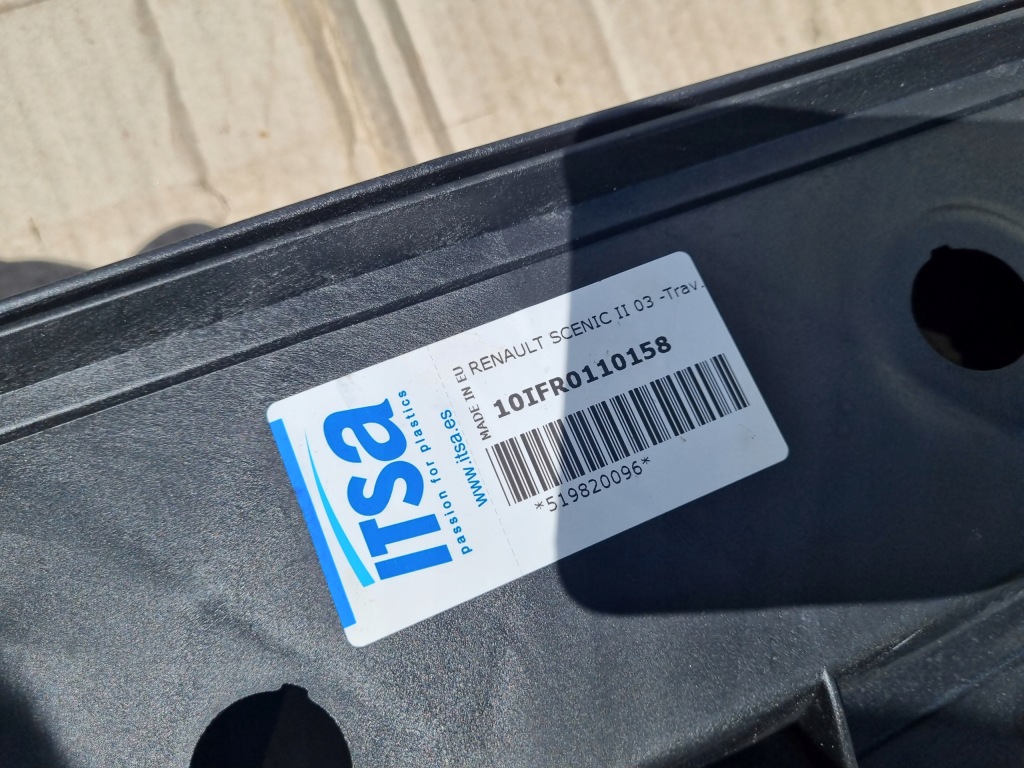 ITSA
passion for plastics
www.itsa.es
MADE IN EU
RENAULT SCENIC II 03 -Trav.
10IFR0110158
*519820096*